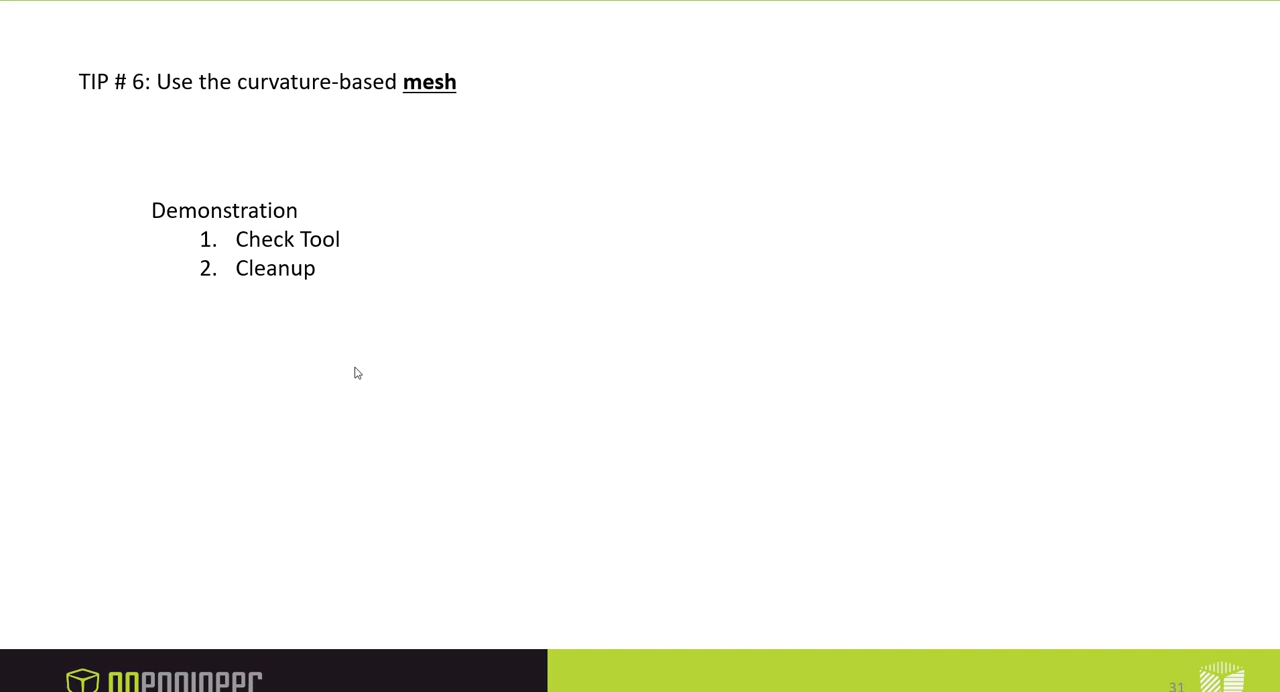 TIP # 6: Use the curvature-based mesh
Demonstration
1. Check Tool
2. Cleanup
31